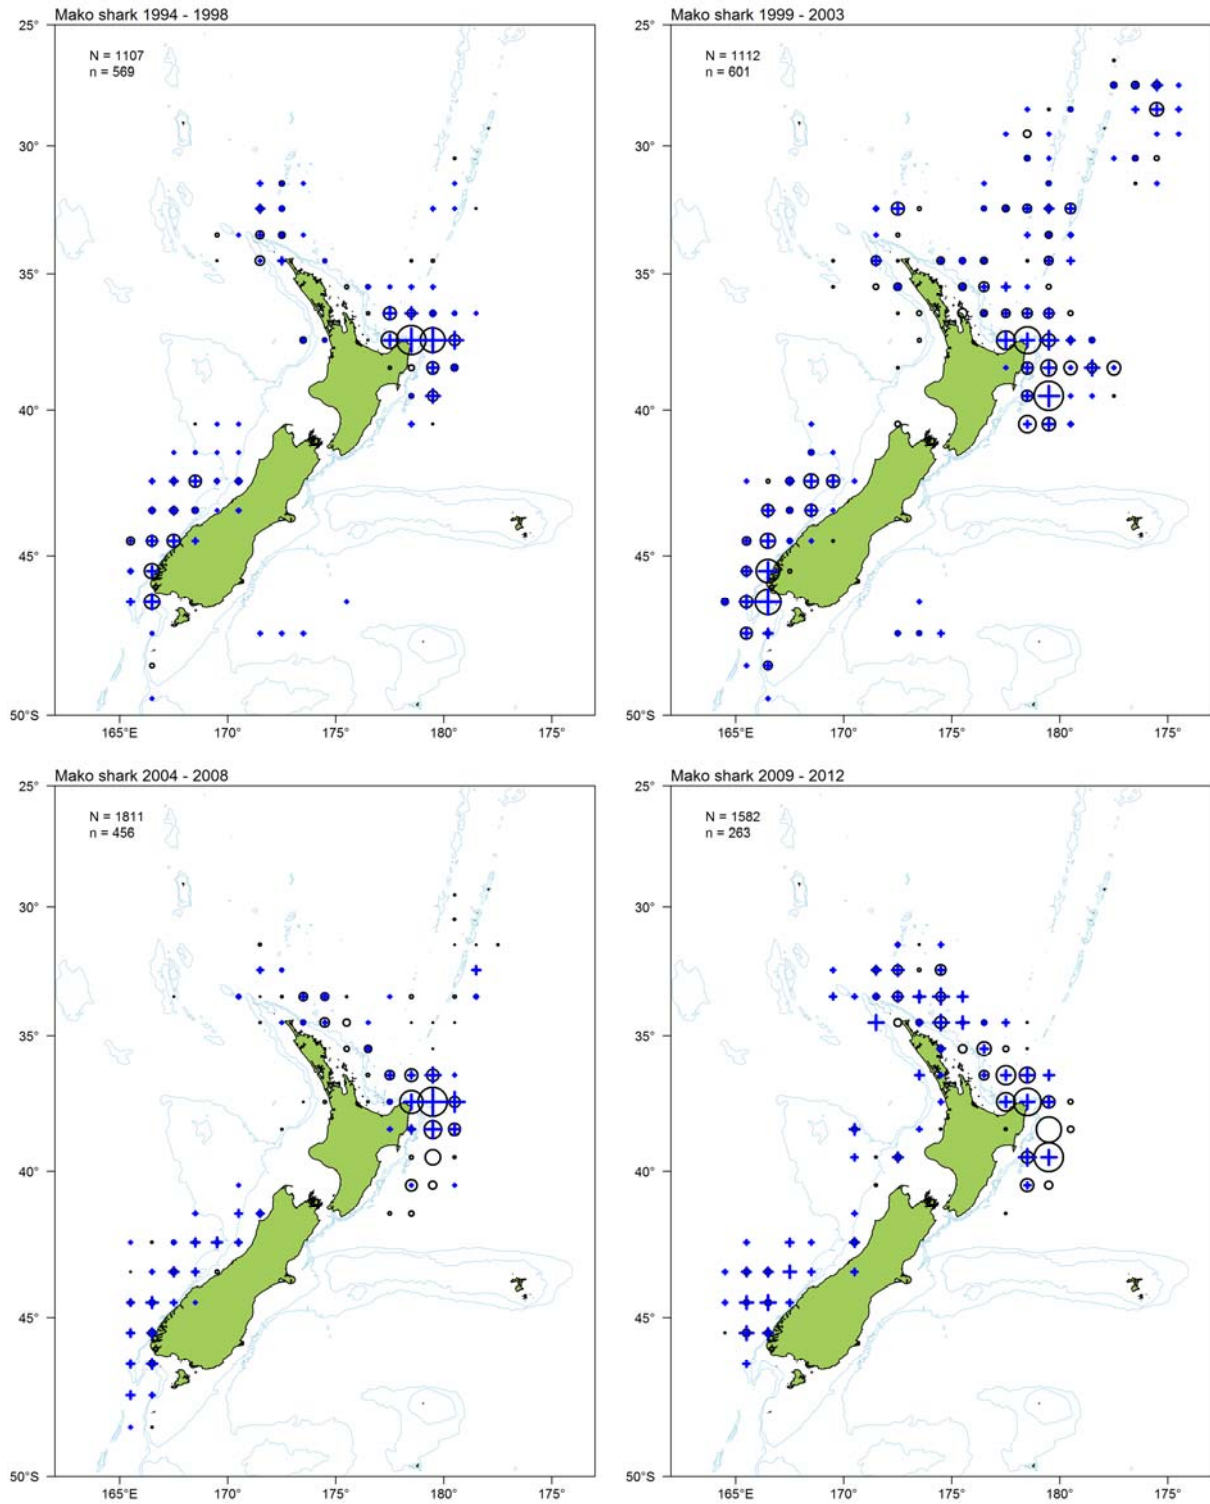 Mako shark 1994 - 1998
25°
N = 1107
n = 569
30°
35°
40°
45°
50°S
165°E 170° 175° 180° 175°
Mako shark 1999 - 2003
25°
N = 1112
n = 601
30°
35°
40°
45°
50°S
165°E 170° 175° 180° 175°
Mako shark 2004 - 2008
25°
N = 1811
n = 456
30°
35°
40°
45°
50°S
165°E 170° 175° 180° 175°
Mako shark 2009 - 2012
25°
N = 1582
n = 263
30°
35°
40°
45°
50°S
165°E 170° 175° 180° 175°